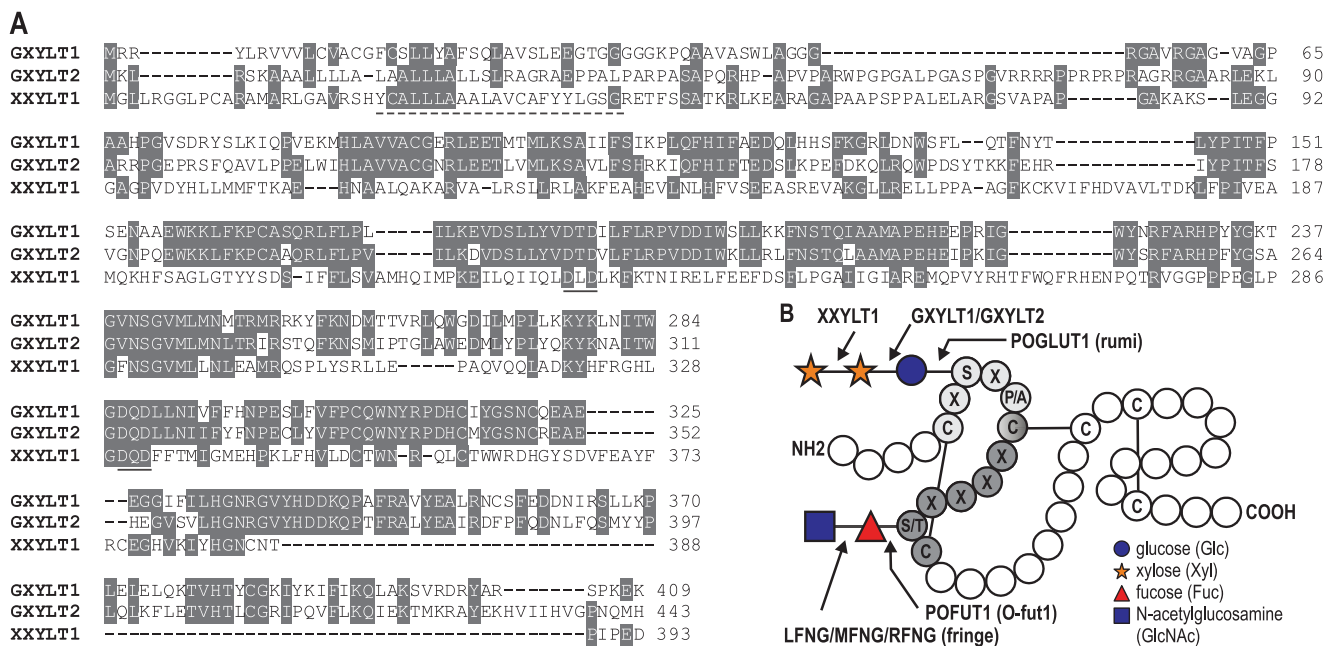 A
GXYLT1 MRR----------YLRVVVLCVACGFCSLLYAFSQLAVSLEEGTGGGGGKPQAAVASWLAGGG--------------------------RGAVRGAG-VAGP 65
GXYLT2 MKL----------RSKAAALLLLA-LAALLLALLSLRAGRAEPPALPARPASAPQRHP-APVPARWPGPGALPGASPGVRRRRPPRPRPRAGRRGAARLEKL 90
XXYLT1 MGLLRGGLPCARAMARLGAVRSHYCALLLAAALAVCAFYYLGSGRETFSSATKRLKEARAGAPAAPSPPALELARGSVAPAP------GAKAKS-LEGG 92
GXYLT1 AAHPGVSDRYSLKIQPVEKMHLAVVACGERLEETMTMLKSAIIFSIKPLQFHIFAEDQLHHSFKGRLDNWSFL-QTFNYT------------LYPITFP 151
GXYLT2 ARRPGEPRSFQAVLPPELWIHLAVVACGNRLEETLVMLKSAVLFSHRKIQFHIFTEDSLKPEFDKQLRQWPDSYTKKFEHR-----------IYPITFS 178
XXYLT1 GAGPVDYHLLMMFTKAE---HNAALQAKARVA-LRSLLRLAKFEAHEVLNLHFVSEEASREVAKGLLRELLPPA-AGFKCKVIFHDVAVLTDKLFPIVEA 187
GXYLT1 SENAAEWKKLFKPCASQRLFLPL------ILKEVDSLLYVDTDILFLRPVDDIWSLLKKFNSTQIAAMAPEHEEPRIG----------WYNRFARHPYYGKT 237
GXYLT2 VGNPQEWKKLFKPCAAQRLFLPV------ILKDVDSLLYVDTDVLFLRPVDDIWKLLRLFNSTQLAAMAPEHEIPKIG----------WYSRFARHPFYGSA 264
XXYLT1 MQKHFSAGLGTYYSDS-IFFLSVAMHQIMPKEILQIIQLDLDLKFKTNIRELFEEFDSFLPGAIIGIAREMQPVYRHTFWQFRHENPQTRVGGPPPEGLP 286
GXYLT1 GVNSGVMLMNMTRMRRKYFKNDMTTVRLQWGDILMPLLKKYKLNITW 284
GXYLT2 GVNSGVMLMNLTRIRSTQFKNSMIPTGLAWEDMLYPLYQKYKNAITW 311
XXYLT1 GFNSGVMLLNLEAMRQSPLYSRLLE------PAQVQQLADKYHFRGHL 328
GXYLT1 GDQDLLNIVFFHNPESLFVFPCQWNYRPDHCIYGSNCQEAE------ 325
GXYLT2 GDQDLLNIIFYFNPECLYVFPCQWNYRPDHCMYGSNCREAE------ 352
XXYLT1 GDQDFFTMIGMEHPKLFHVLDCTWN-R-QLCTWWRDHGYSDVFEAYF 373
GXYLT1 --EGGIFILHGNRGVYHDDKQPAFRAVYEALRNCSFEDDNIRSLLKP 370
GXYLT2 -HEGVSVLHGNRGVYHDDKQPTFRALYEAIRDFPFQDNLFQSMYYP 397
XXYLT1 RCEGHVKIYHGNCNT-------------------------------- 388
GXYLT1 LELELQKTVHTYCGKIYKIFIKQLAKSVRDRYAR--------SPKEK 409
GXYLT2 LQLKFLETVHTLCGRIPQVFLKQIEKTMKRAYEKHVIIHVGPNQMH 443
XXYLT1 ------------------------------------------PIPED 393
B
XXYLT1
GXYLT1/GXYLT2
POGLUT1 (rumi)
S X
X P/A
C C C C
NH2
X
X X X
S/T
C
C
COOH
POFUT1 (O-fut1)
LFNG/MFNG/RFNG (fringe)
glucose (Glc)
xylose (Xyl)
fucose (Fuc)
N-acetylglucosamine
(GlcNAc)